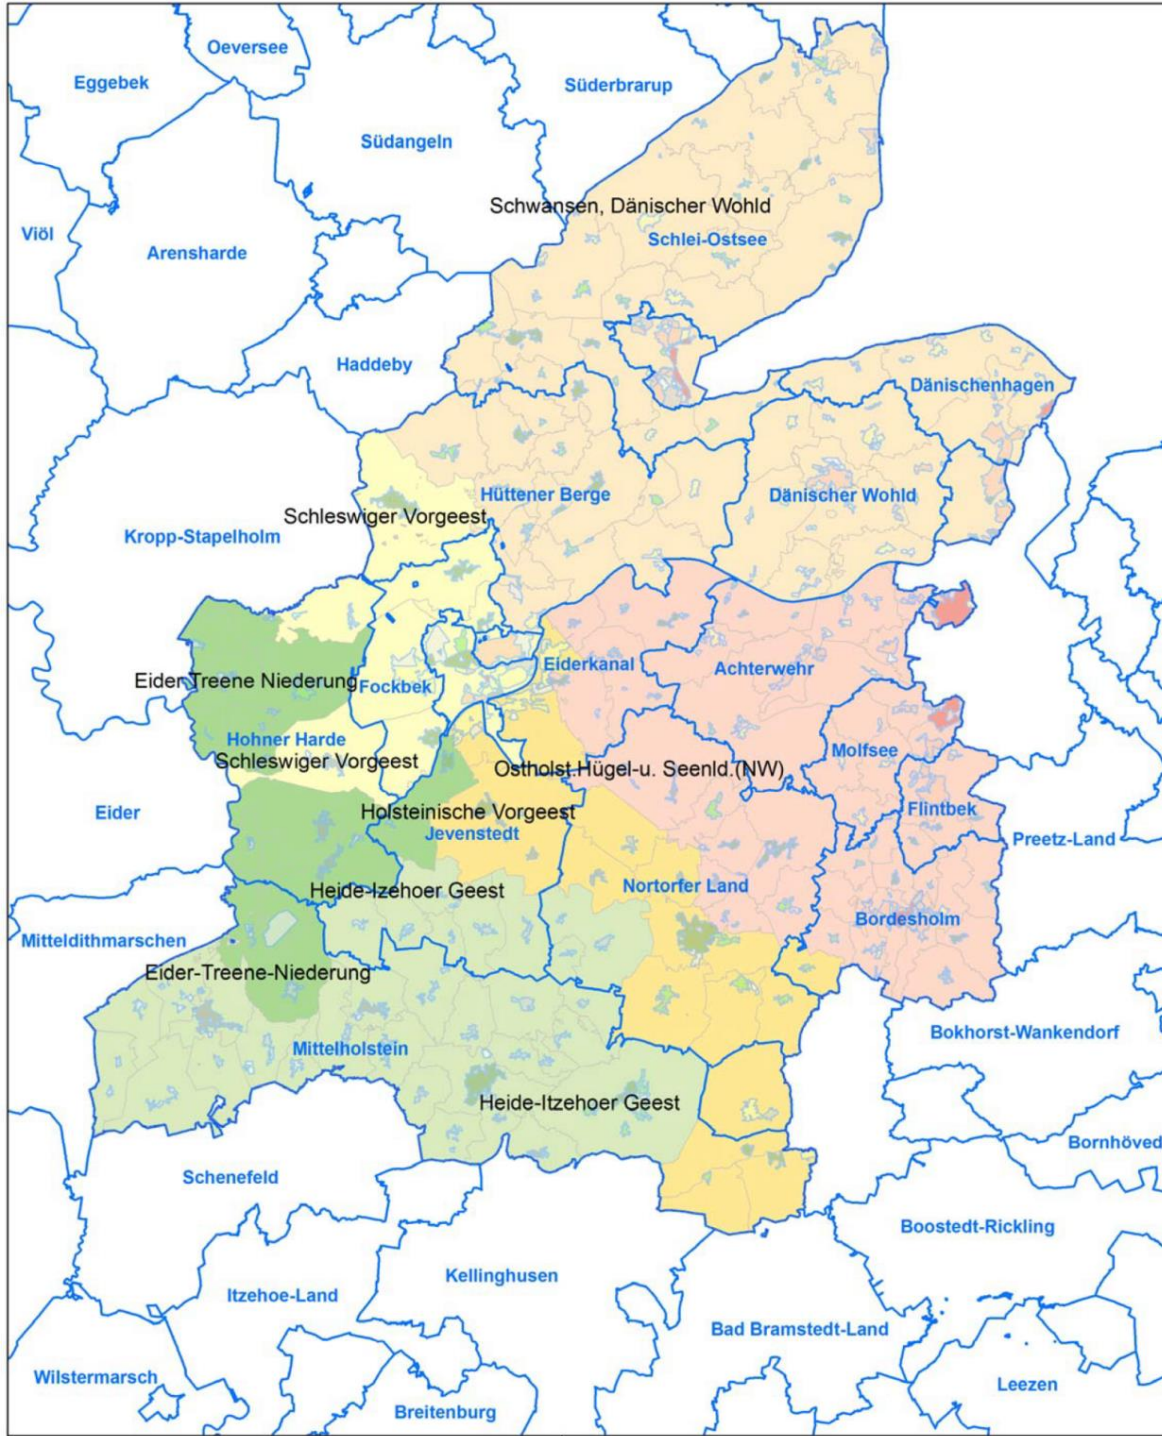 Oeversee
Eggebek
Süderbrarup
Südangeln
Schwansen, Dänischer Wohld
Viöl
Schlei-Ostsee
Arensharde
Haddeby
Dänischenhagen
Hüttener Berge
Dänischer Wohld
Schleswiger Vorgeest
Kropp-Stapelholm
Eiderkanal
Achterwehr
Eider-Treene Niederung
Fockbek
Hohner Harde
Molsee
Schleswiger Vorgeest
Ostholst.Hügel-u. Seenld.(NW)
Eider
Holsteinische Vorgeest
Flintbek
Jevenstedt
Preetz-Land
Heide-Izehoer Geest
Nortorfer Land
Bordesholm
Mitteldithmarschen
Eider-Treene-Niederung
Bokhorst-Wankendorf
Mittelholstein
Heide-Itzehoer Geest
Bornhöved
Schenefeld
Boostedt-Rickling
Kellinghusen
Itzehoe-Land
Bad Bramstedt-Land
Wilstermarsch
Leezen
Breitenburg